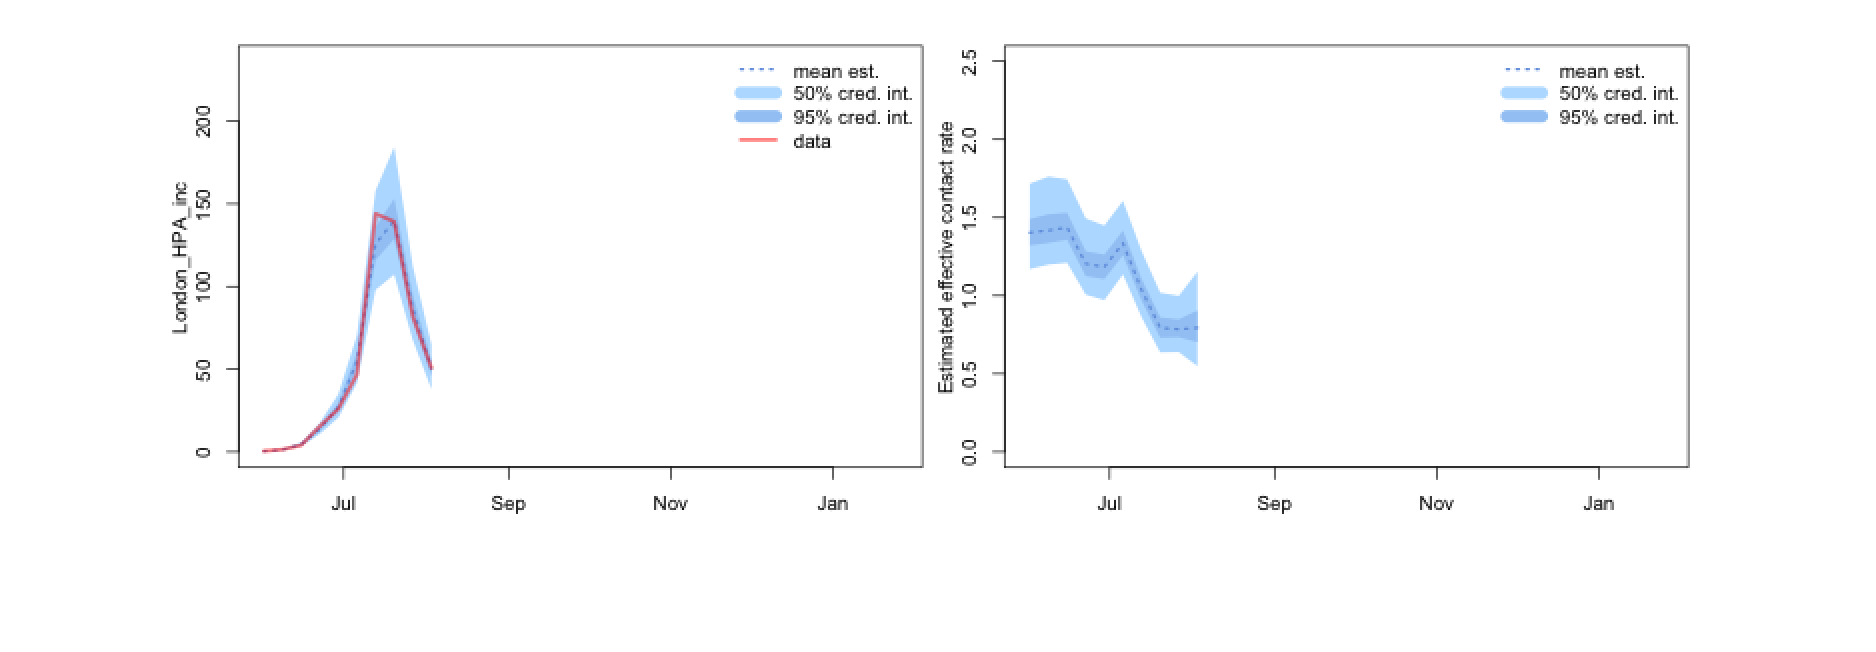 London_HPA_inc
200
150
100
50
0
Jul
Sep
Nov
Jan
mean est.
50% cred. int.
95% cred. int.
data
Estimated effective contact rate
2.5
2.0
1.5
1.0
0.5
0.0
Jul
Sep
Nov
Jan
mean est.
50% cred. int.
95% cred. int.